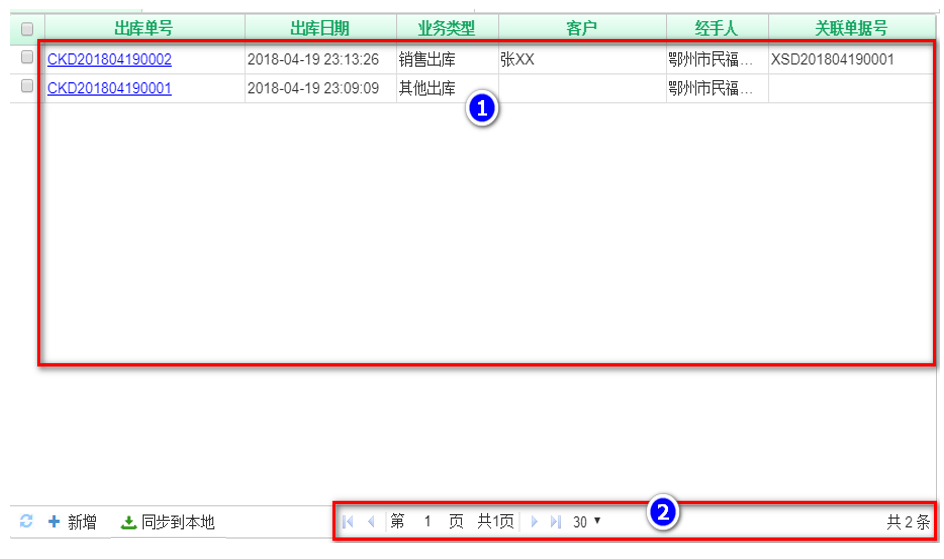 出库单号 出库日期 业务类型 客户 经手人 关联单据号
CKD201804190002 2018-04-19 23:13:26 销售出库 张XX 鄂州市民福... XSD201804190001
CKD201804190001 2018-04-19 23:09:09 其他出库 鄂州市民福...
1
2
新增 同步到本地 第 1 页 共1页 30 共 2 条